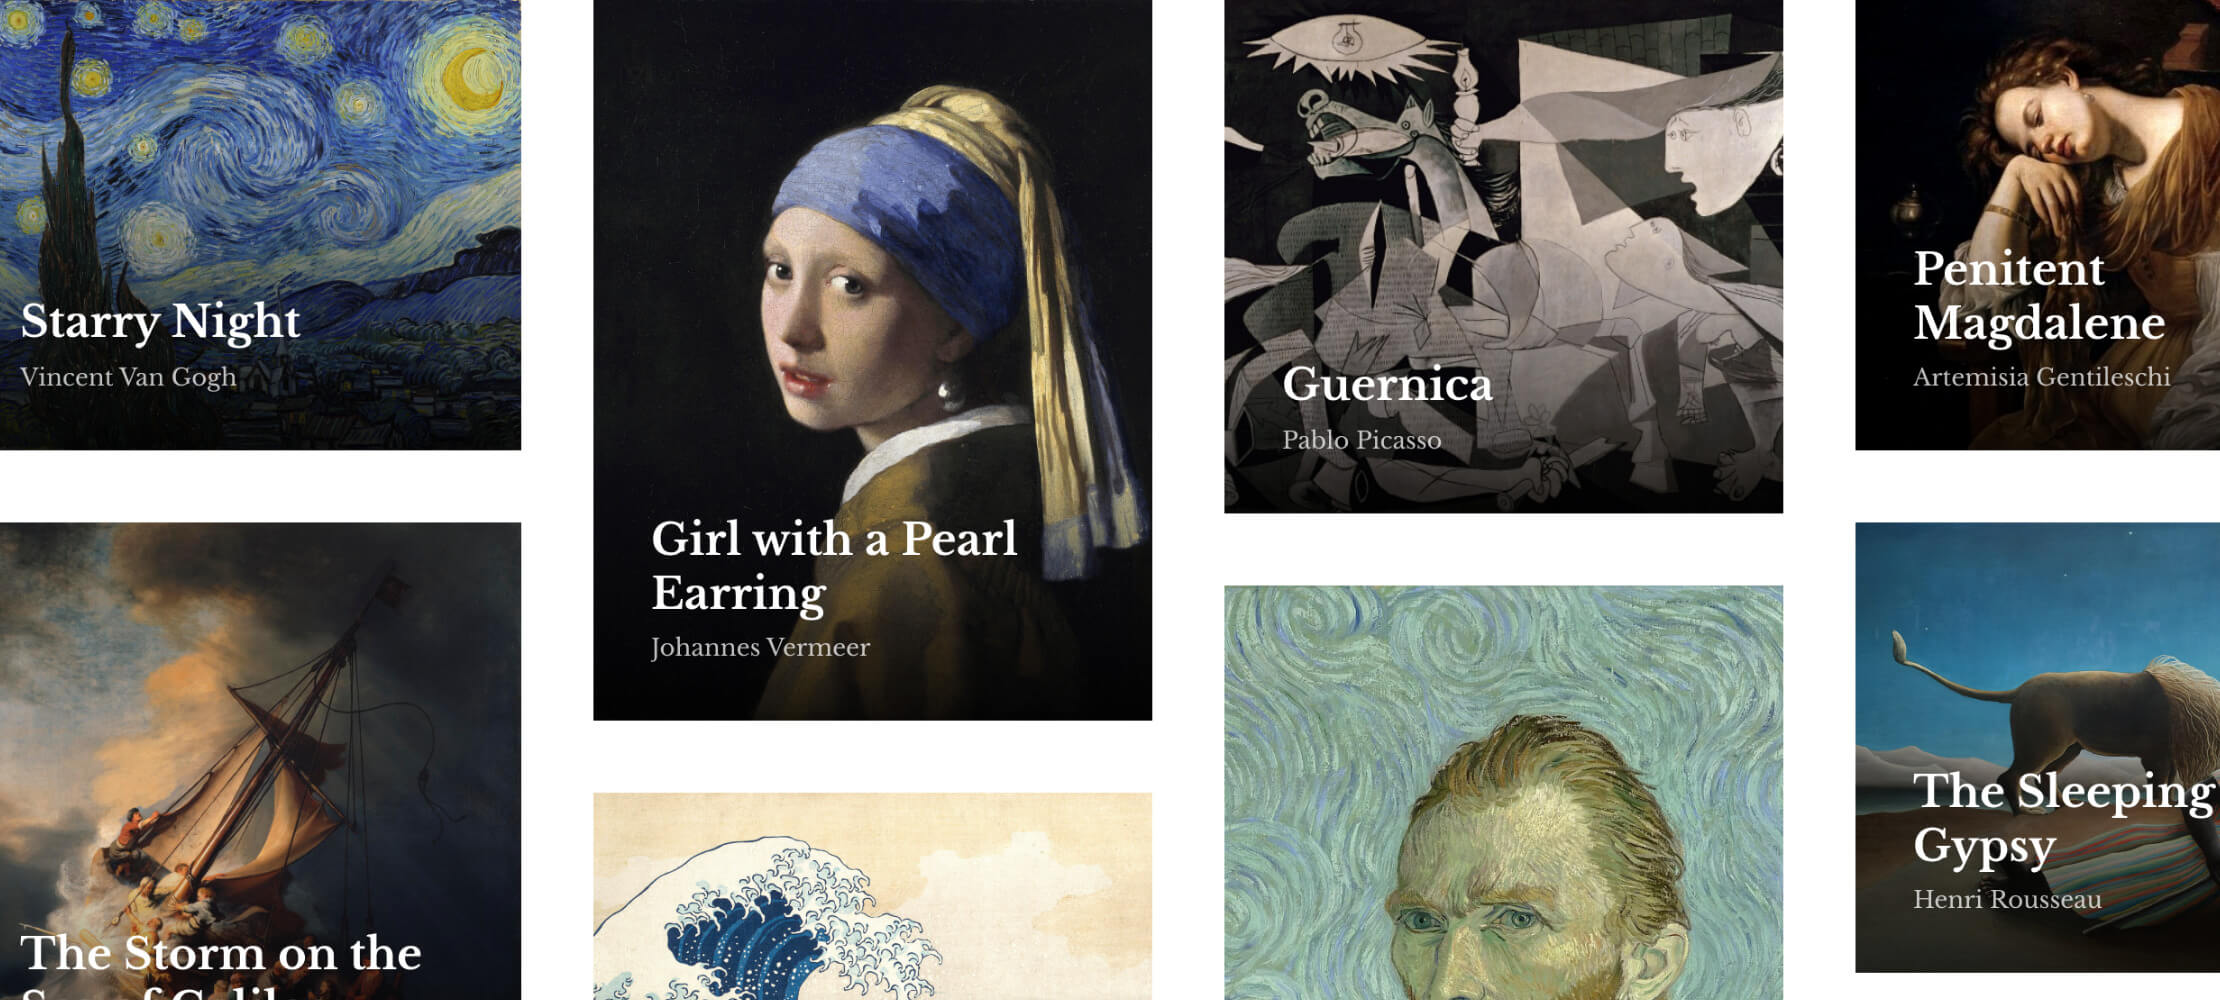 Starry Night
Vincent Van Gogh
The Storm on the
Girl with a Pearl
Earring
Johannes Vermeer
Guernica
Pablo Picasso
Penitent
Magdalene
Artemisia Gentileschi
The Sleeping
Gypsy
Henri Rousseau